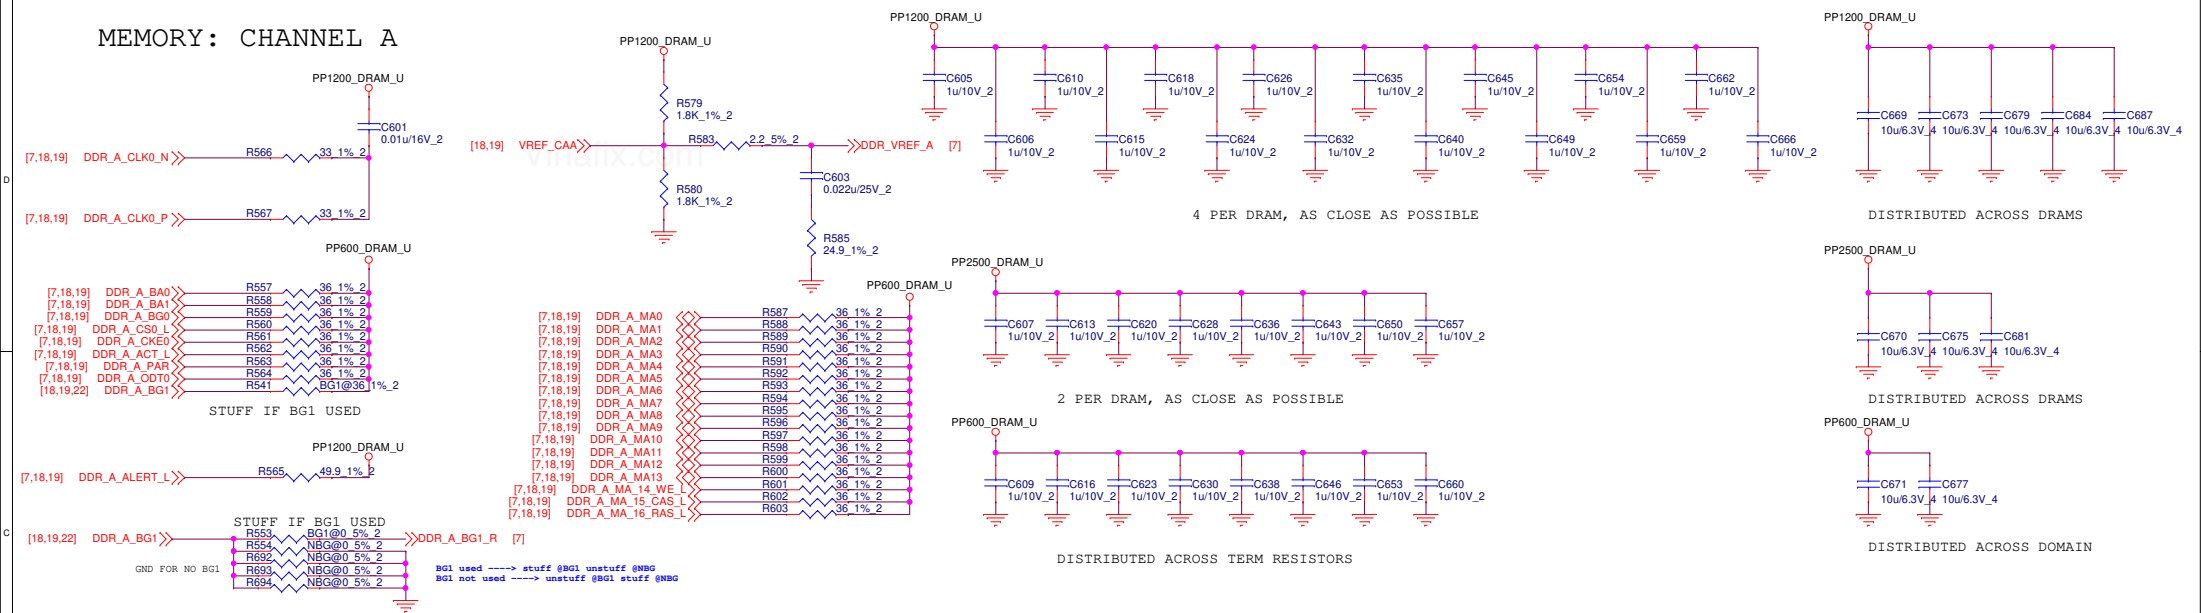 MEMORY: CHANNEL A
PP1200_DRAM_U
C601
0.01u/16V_2
[7,18,19] DDR_A_CLK0_N R566 33_1%_2
[7,18,19] DDR_A_CLK0_P R567 33_1%_2
PP600_DRAM_U
[7,18,19] DDR_A_BA0 R557 36_1%_2
[7,18,19] DDR_A_BA1 R558 36_1%_2
[7,18,19] DDR_A_BG0 R559 36_1%_2
[7,18,19] DDR_A_CS0_L R560 36_1%_2
[7,18,19] DDR_A_CKE0 R561 36_1%_2
[7,18,19] DDR_A_ACT_L R562 36_1%_2
[7,18,19] DDR_A_PAR R563 36_1%_2
[7,18,19] DDR_A_ODT0 R564 36_1%_2
[18,19,22] DDR_A_BG1 R541 BG1@36_1%_2
STUFF IF BG1 USED
PP1200_DRAM_U
[7,18,19] DDR_A_ALERT_L R565 49.9_1%_2
STUFF IF BG1 USED
[18,19,22] DDR_A_BG1 R553 BG1@0_5%_2 DDR_A_BG1_R [7]
R554 NBG@0_5%_2
R692 NBG@0_5%_2
GND FOR NO BG1 R693 NBG@0_5%_2
R694 NBG@0_5%_2
BG1 used ----> stuff @BG1 unstuff @NBG
BG1 not used ----> unstuff @BG1 stuff @NBG
PP1200_DRAM_U
R579
1.8K_1%_2
[18,19] VREF_CAA R583 2.2_5%_2 DDR_VREF_A [7]
vinafix.com
R580
1.8K_1%_2
C603
0.022u/25V_2
R585
24.9_1%_2
PP600_DRAM_U
[7,18,19] DDR_A_MA0 R587 36_1%_2
[7,18,19] DDR_A_MA1 R588 36_1%_2
[7,18,19] DDR_A_MA2 R589 36_1%_2
[7,18,19] DDR_A_MA3 R590 36_1%_2
[7,18,19] DDR_A_MA4 R591 36_1%_2
[7,18,19] DDR_A_MA5 R592 36_1%_2
[7,18,19] DDR_A_MA6 R593 36_1%_2
[7,18,19] DDR_A_MA7 R594 36_1%_2
[7,18,19] DDR_A_MA8 R595 36_1%_2
[7,18,19] DDR_A_MA9 R596 36_1%_2
[7,18,19] DDR_A_MA10 R597 36_1%_2
[7,18,19] DDR_A_MA11 R598 36_1%_2
[7,18,19] DDR_A_MA12 R599 36_1%_2
[7,18,19] DDR_A_MA13 R600 36_1%_2
[7,18,19] DDR_A_MA_14_WE_L R601 36_1%_2
[7,18,19] DDR_A_MA_15_CAS_L R602 36_1%_2
[7,18,19] DDR_A_MA_16_RAS_L R603 36_1%_2
PP1200_DRAM_U
C605 C610 C618 C626 C635 C645 C654 C662
1u/10V_2 1u/10V_2 1u/10V_2 1u/10V_2 1u/10V_2 1u/10V_2 1u/10V_2 1u/10V_2
C606 C615 C624 C632 C640 C649 C659 C666
1u/10V_2 1u/10V_2 1u/10V_2 1u/10V_2 1u/10V_2 1u/10V_2 1u/10V_2 1u/10V_2
4 PER DRAM, AS CLOSE AS POSSIBLE
PP2500_DRAM_U
C607 C613 C620 C628 C636 C643 C650 C657
1u/10V_2 1u/10V_2 1u/10V_2 1u/10V_2 1u/10V_2 1u/10V_2 1u/10V_2 1u/10V_2
2 PER DRAM, AS CLOSE AS POSSIBLE
PP600_DRAM_U
C609 C616 C623 C630 C638 C646 C653 C660
1u/10V_2 1u/10V_2 1u/10V_2 1u/10V_2 1u/10V_2 1u/10V_2 1u/10V_2 1u/10V_2
DISTRIBUTED ACROSS TERM RESISTORS
PP1200_DRAM_U
C669 C673 C679 C684 C687
10u/6.3V_4 10u/6.3V_4 10u/6.3V_4 10u/6.3V_4 10u/6.3V_4
DISTRIBUTED ACROSS DRAMS
PP2500_DRAM_U
C670 C675 C681
10u/6.3V_4 10u/6.3V_4 10u/6.3V_4
DISTRIBUTED ACROSS DRAMS
PP600_DRAM_U
C671 C677
10u/6.3V_4 10u/6.3V_4
DISTRIBUTED ACROSS DOMAIN
D
C